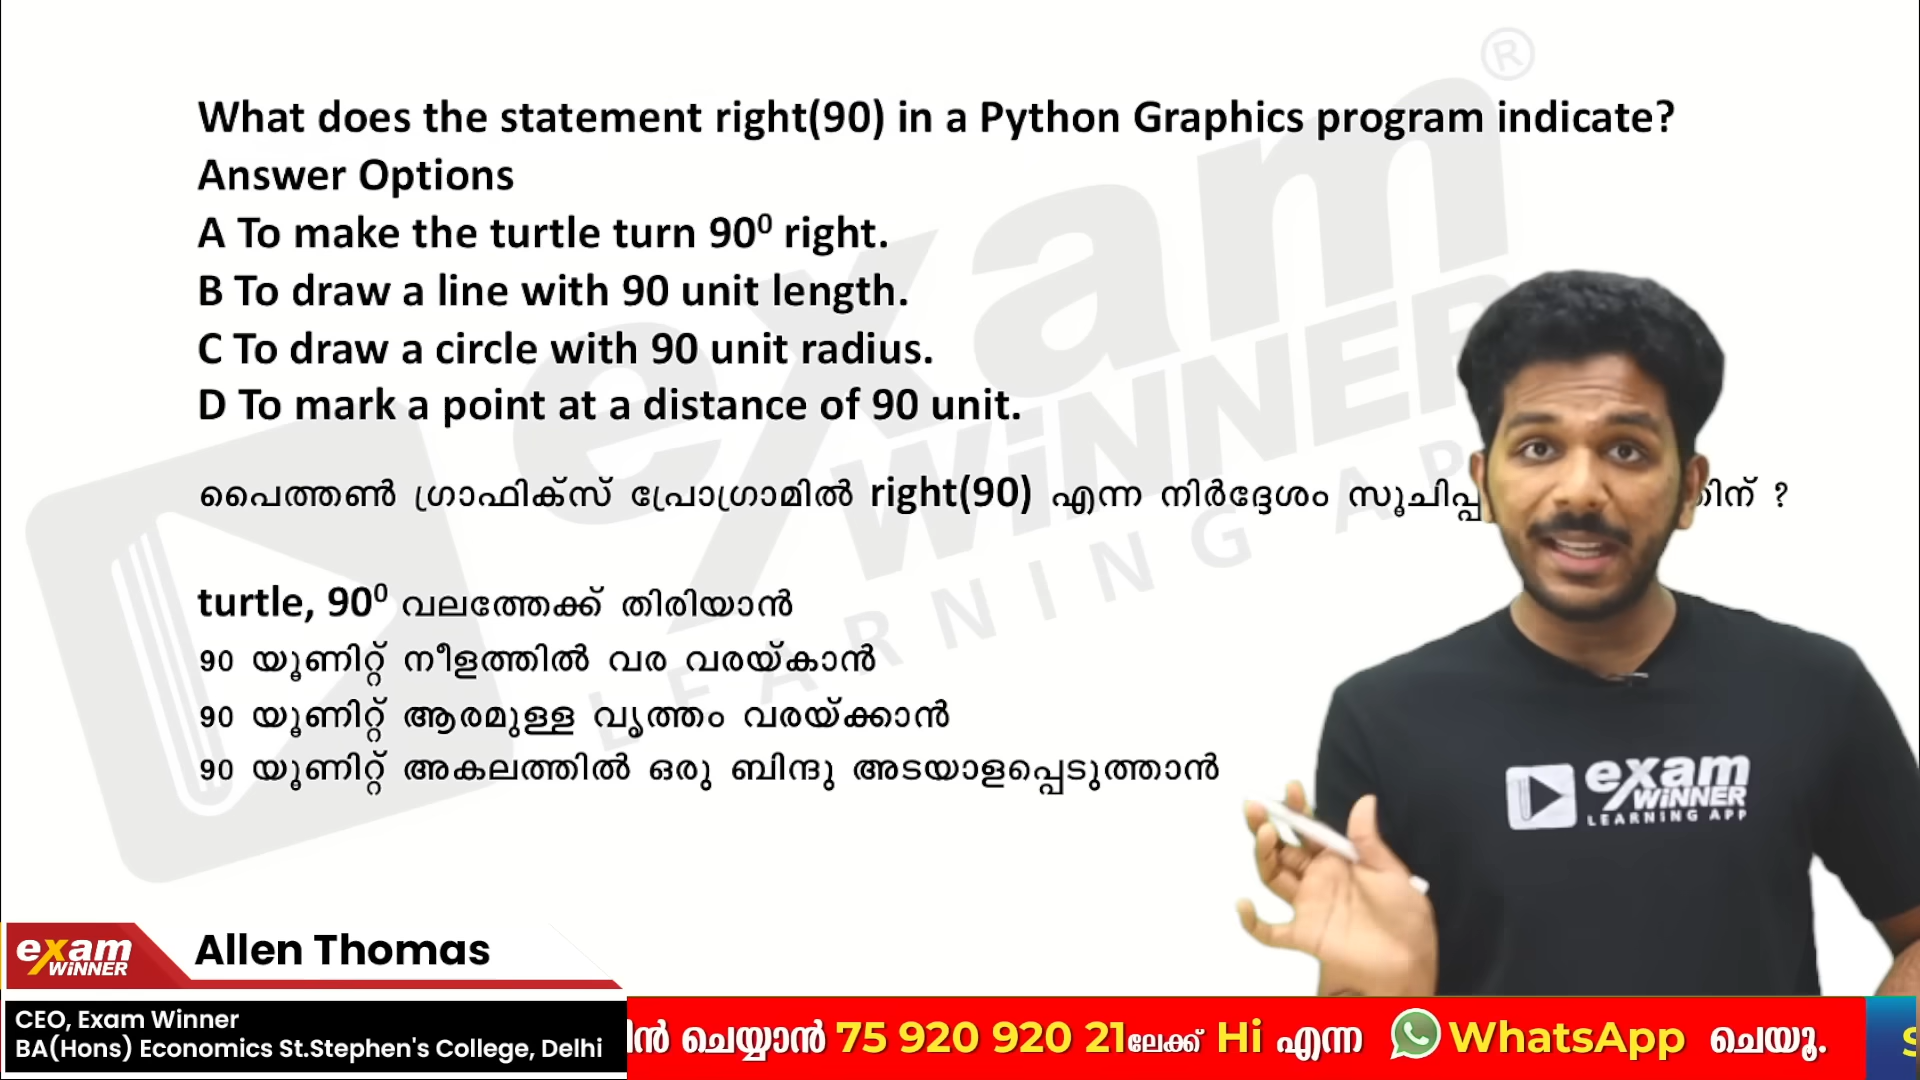 What does the statement right(90) in a Python Graphics program indicate?
Answer Options
A To make the turtle turn 90⁰ right.
B To draw a line with 90 unit length.
C To draw a circle with 90 unit radius.
D To mark a point at a distance of 90 unit.
പൈത്തൺ ഗ്രാഫിക്സ് പ്രോഗ്രാമിൽ right(90) എന്ന നിർദ്ദേശം ?
turtle, 90⁰ വലത്തേക്ക് തിരിയാൻ
90 യൂണിറ്റ് നീളത്തിൽ വര വരയ്കാൻ
90 യൂണിറ്റ് ആരമുള്ള വൃത്തം വരയ്ക്കാൻ
90 യൂണിറ്റ് അകലത്തിൽ ഒരു ബിന്ദു അടയാളപ്പെടുത്താൻ
exam WiNNER LEARNING APP ®
exam
WiNNER
LEARNING APP
exam
WiNNER
Allen Thomas
CEO, Exam Winner
BA(Hons) Economics St.Stephen's College, Delhi
ചെയ്യാൻ 75 920 920 21ലേക്ക് Hi എന്ന WhatsApp ചെയൂ.